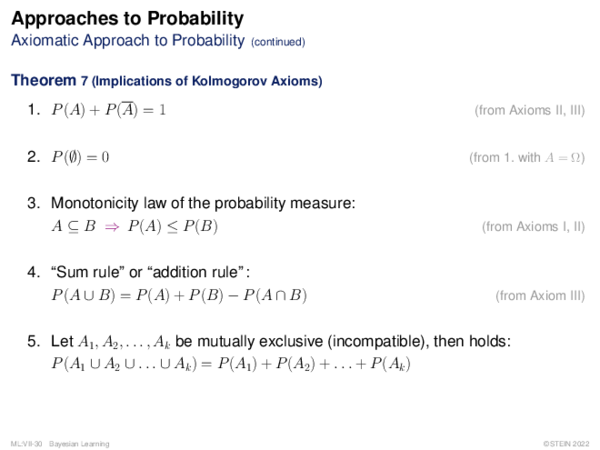 Approaches to Probability
Axiomatic Approach to Probability (continued)
Theorem 7 (Implications of Kolmogorov Axioms)
1. P(A) + P(A̅) = 1 (from Axioms II, III)
2. P(∅) = 0 (from 1. with A = Ω)
3. Monotonicity law of the probability measure:
A ⊆ B ⇒ P(A) ≤ P(B) (from Axioms I, II)
4. “Sum rule” or “addition rule”:
P(A ∪ B) = P(A) + P(B) − P(A ∩ B) (from Axiom III)
5. Let A₁, A₂, . . . , Aₖ be mutually exclusive (incompatible), then holds:
P(A₁ ∪ A₂ ∪ . . . ∪ Aₖ) = P(A₁) + P(A₂) + . . . + P(Aₖ)
ML:VII-30 Bayesian Learning ©STEIN 2022